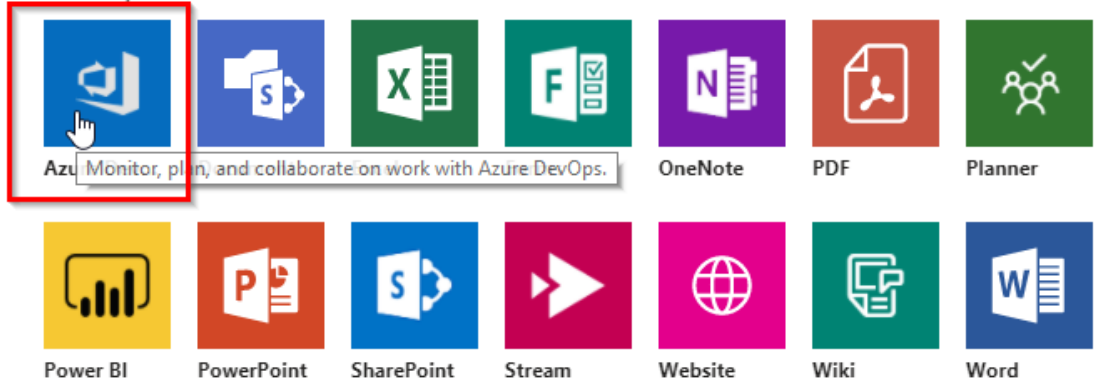 Azu
Monitor, plan, and collaborate on work with Azure DevOps.
OneNote
PDF
Planner
Power BI
PowerPoint
SharePoint
Stream
Website
Wiki
Word